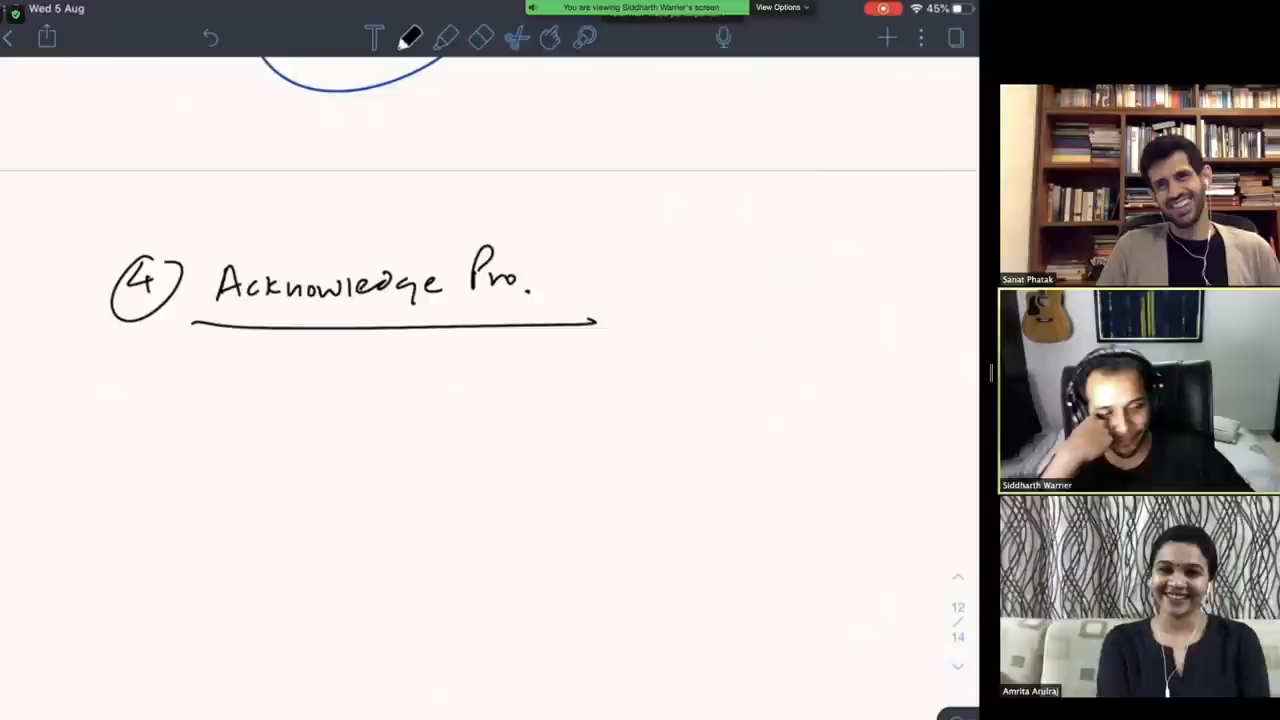 Wed 5 Aug
You are viewing Siddharth Warrier's screen
View Options
45%
④ Acknowledge Pro.
12
/
14
Sanat Phatak
Siddharth Warrier
Amrita Arulraj